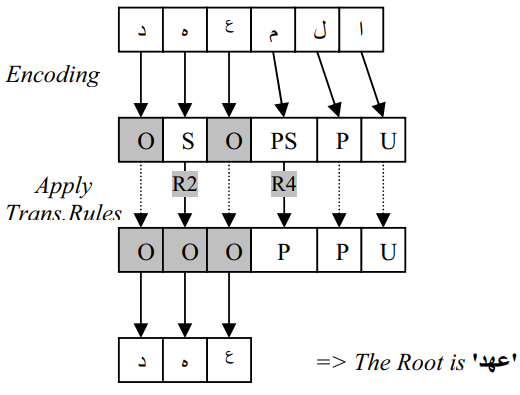 د ه ع م ل ا
Encoding
O S O PS P U
R2 R4
Apply
Trans.Rules
O O O P P U
د ه ع
=> The Root is 'عهد'